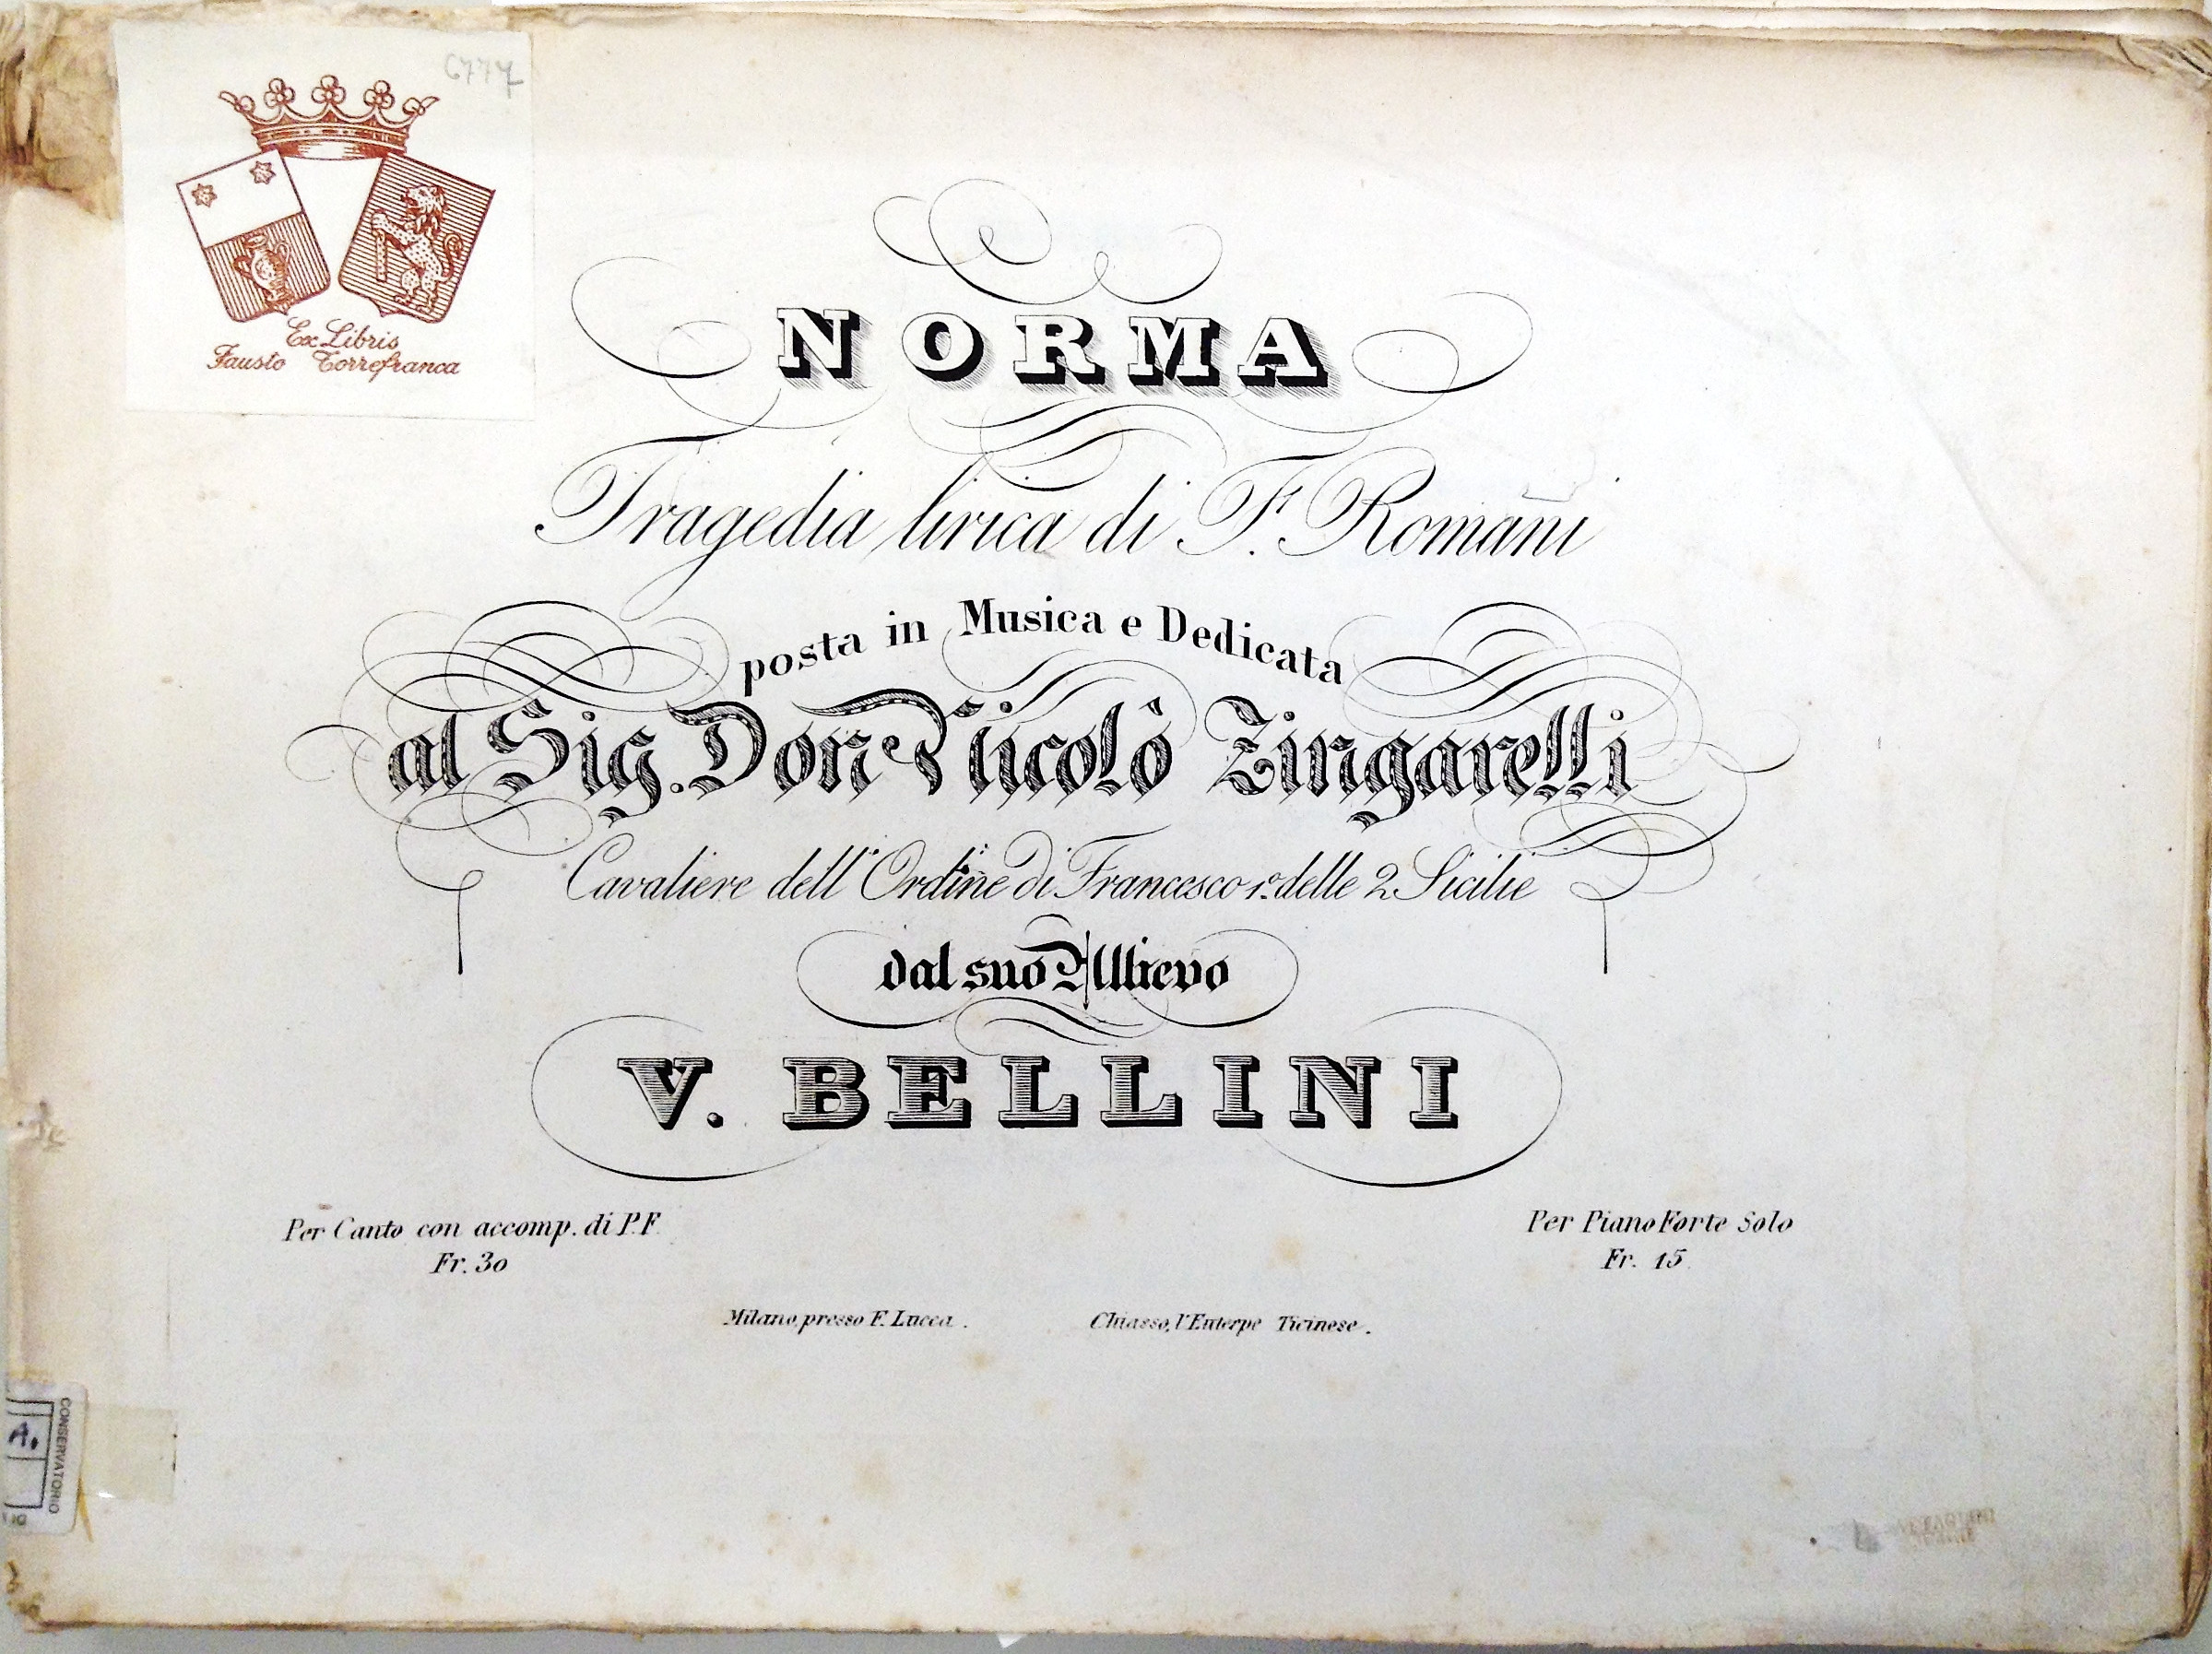 6777
Ex Libris
Fausto Torrefranca
NORMA
Tragedia lirica di F. Romani
posta in Musica e Dedicata
al Sig. Don Nicolò Zingarelli
Cavaliere dell' Ordine di Francesco 1.º delle 2 Sicilie
dal suo Allievo
V. BELLINI
Per Canto con accomp. di P.F.
Fr. 30
Per Piano Forte Solo
Fr. 15.
Milano, presso F. Lucca.
Chiasso, l'Euterpe Ticinese.
CONSERVATORIO
A.